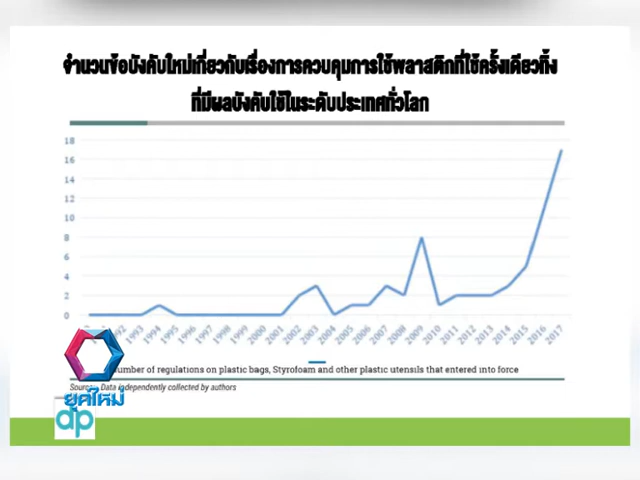 จำนวนข้อบังคับใหม่เกี่ยวกับเรื่องการควบคุมการใช้พลาสติกที่ใช้ครั้งเดียวทิ้ง
ที่มีผลบังคับใช้ในระดับประเทศทั่วโลก
18
16
14
12
10
8
6
4
2
0
1993 1994 1995 1996 1997 1998 1999 2000 2001 2002 2003 2004 2005 2006 2007 2008 2009 2010 2011 2012 2013 2014 2015 2016 2017
of regulations on plastic bags, Styrofoam and other plastic utensils that entered into force
Data independently collected by authors
ยุคใหม่
dp